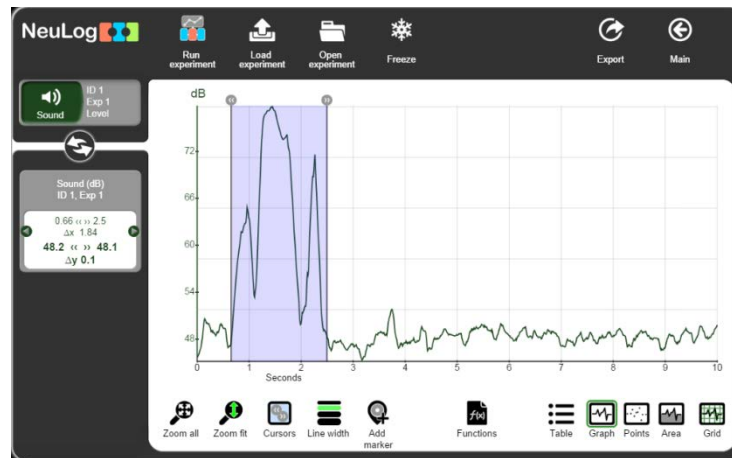 NeuLog
Run
experiment
Load
experiment
Open
experiment
Freeze
Export
Main
Sound
ID 1
Exp 1
Level
Sound (dB)
ID 1, Exp 1
0.66 ‹‹ ›› 2.5
Δx 1.84
48.2 ‹‹ ›› 48.1
Δy 0.1
dB
72
66
60
54
48
0 1 2 3 4 5 6 7 8 9 10
Seconds
Zoom all
Zoom fit
Cursors
Line width
Add
marker
f(x)
Functions
Table
Graph
Points
Area
Grid